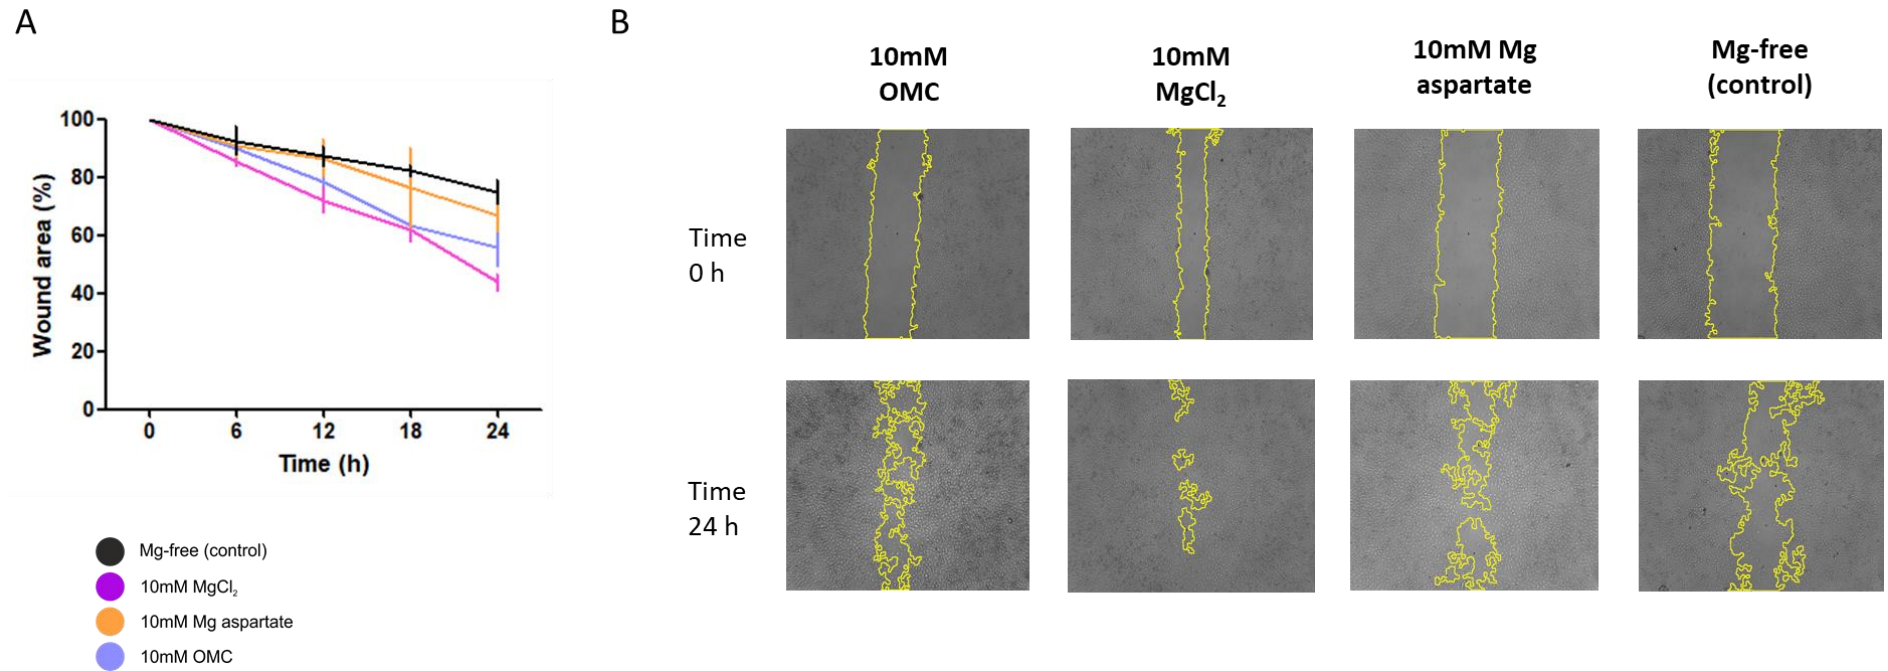 A
Wound area (%)
100
80
60
40
20
0
0 6 12 18 24
Time (h)
Mg-free (control)
10mM MgCl₂
10mM Mg aspartate
10mM OMC
B
10mM
OMC
10mM
MgCl₂
10mM Mg
aspartate
Mg-free
(control)
Time
0 h
Time
24 h